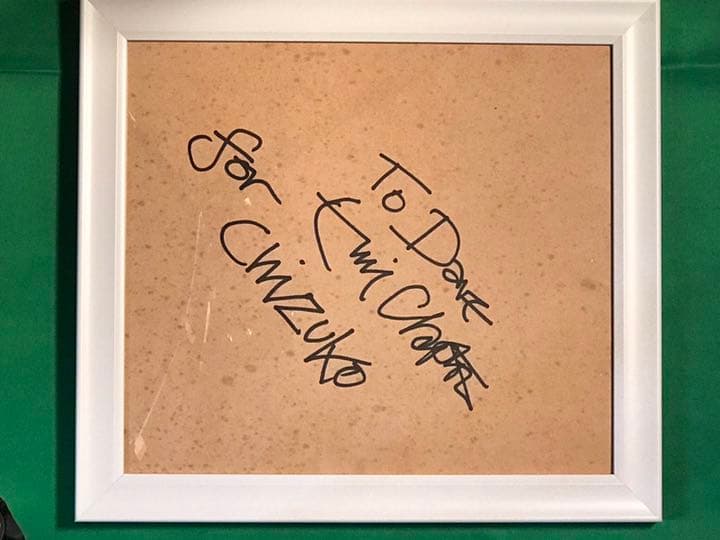 To Dave
Eric Clapton
for
Chizuko